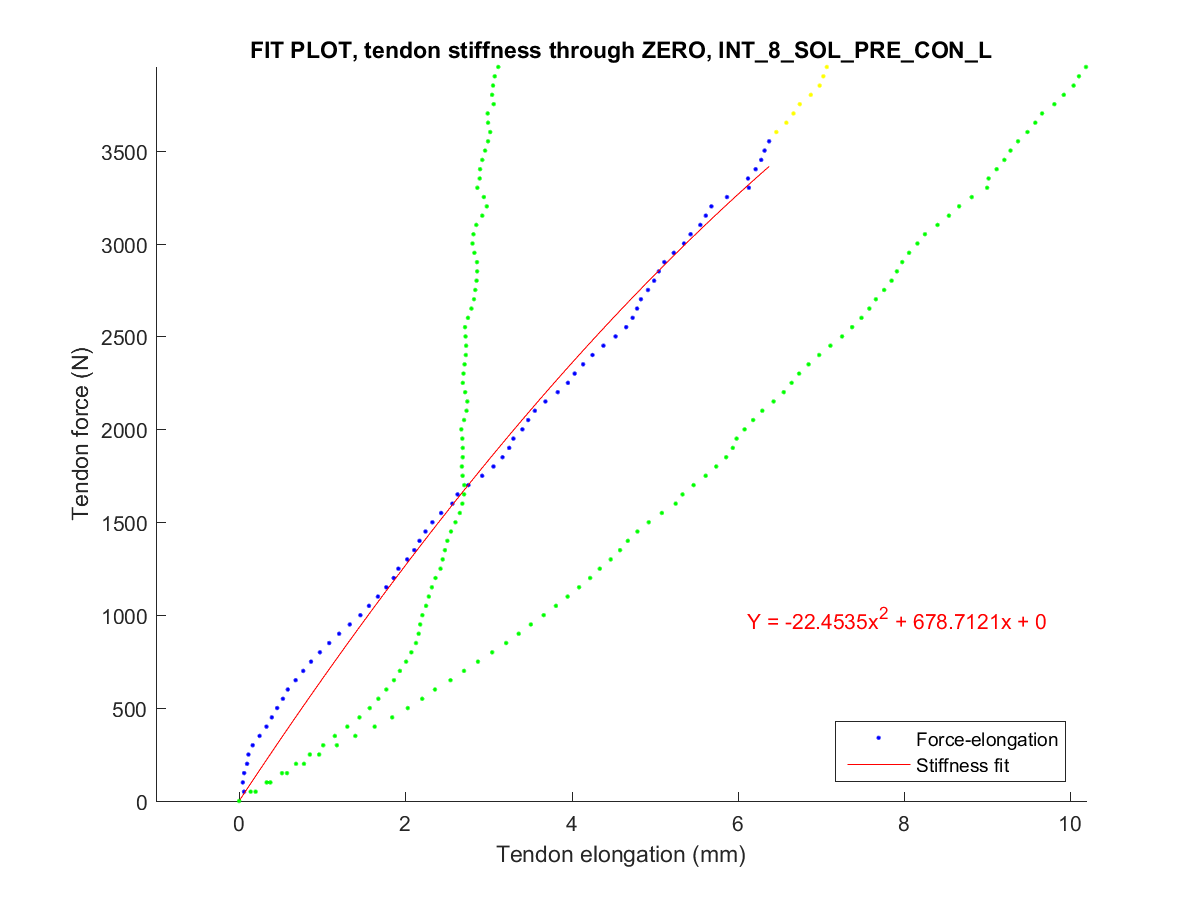 FIT PLOT, tendon stiffness through ZERO, INT_8_SOL_PRE_CON_L
3500
3000
2500
2000
1500
1000
500
0
Tendon force (N)
Y = -22.4535x² + 678.7121x + 0
Force-elongation
Stiffness fit
0 2 4 6 8 10
Tendon elongation (mm)